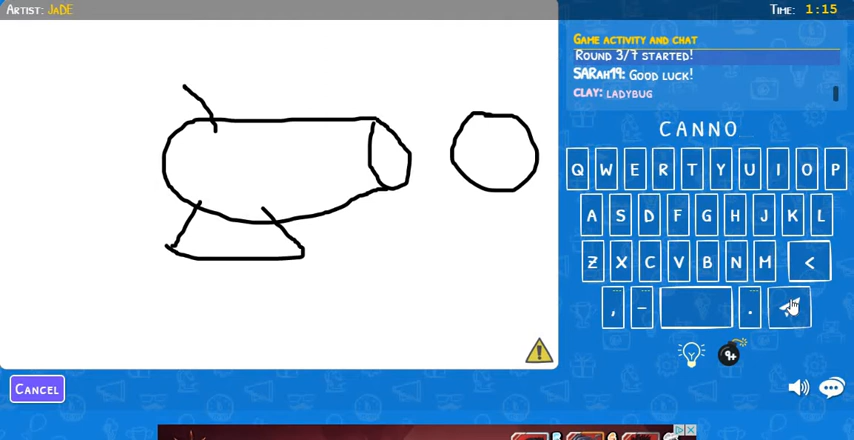 ARTIST: JADE
TIME: 1:15
GAME ACTIVITY AND CHAT
ROUND 3/7 STARTED!
SARAH19: GOOD LUCK!
CLAY: LADYBUG
CANNO
Q W E R T Y U I O P
A S D F G H J K L
Z X C V B N M <
, – .
9+
CANCEL